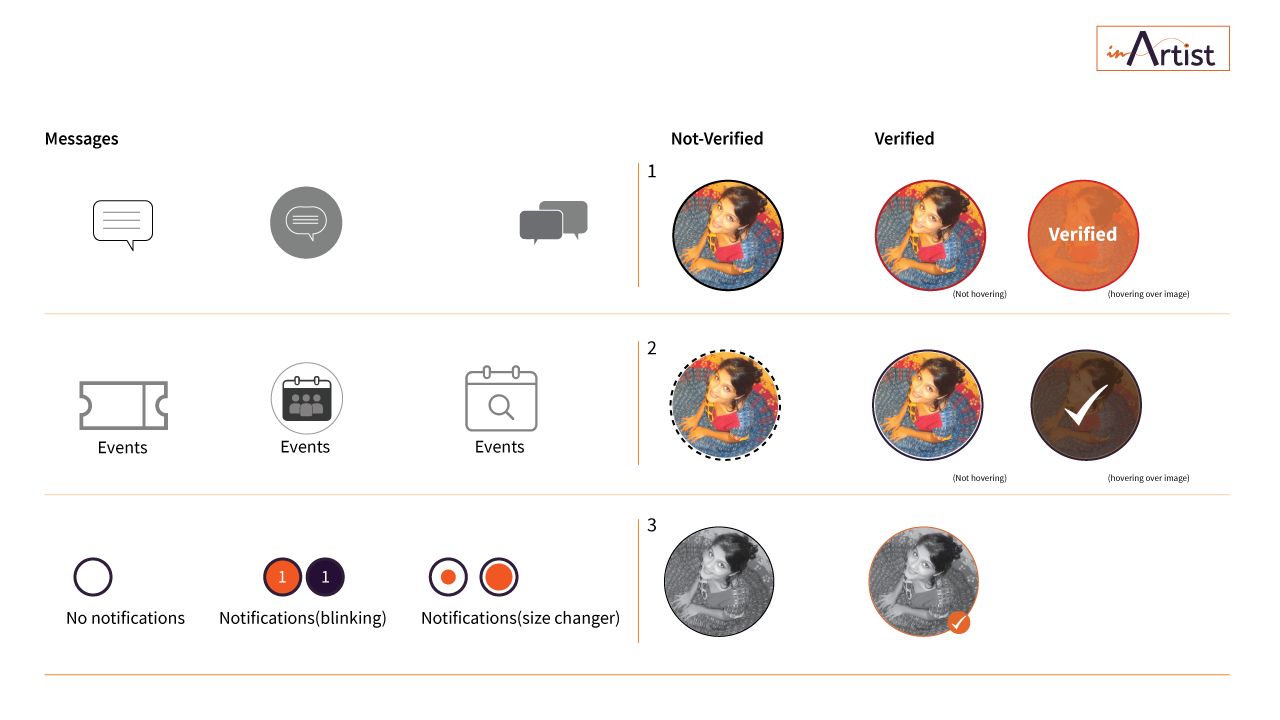 inArtist
Messages
Not-Verified
Verified
1
Verified
(Not hovering)
(hovering over image)
2
Events
Events
Events
(Not hovering)
(hovering over image)
3
1
1
No notifications
Notifications(blinking)
Notifications(size changer)